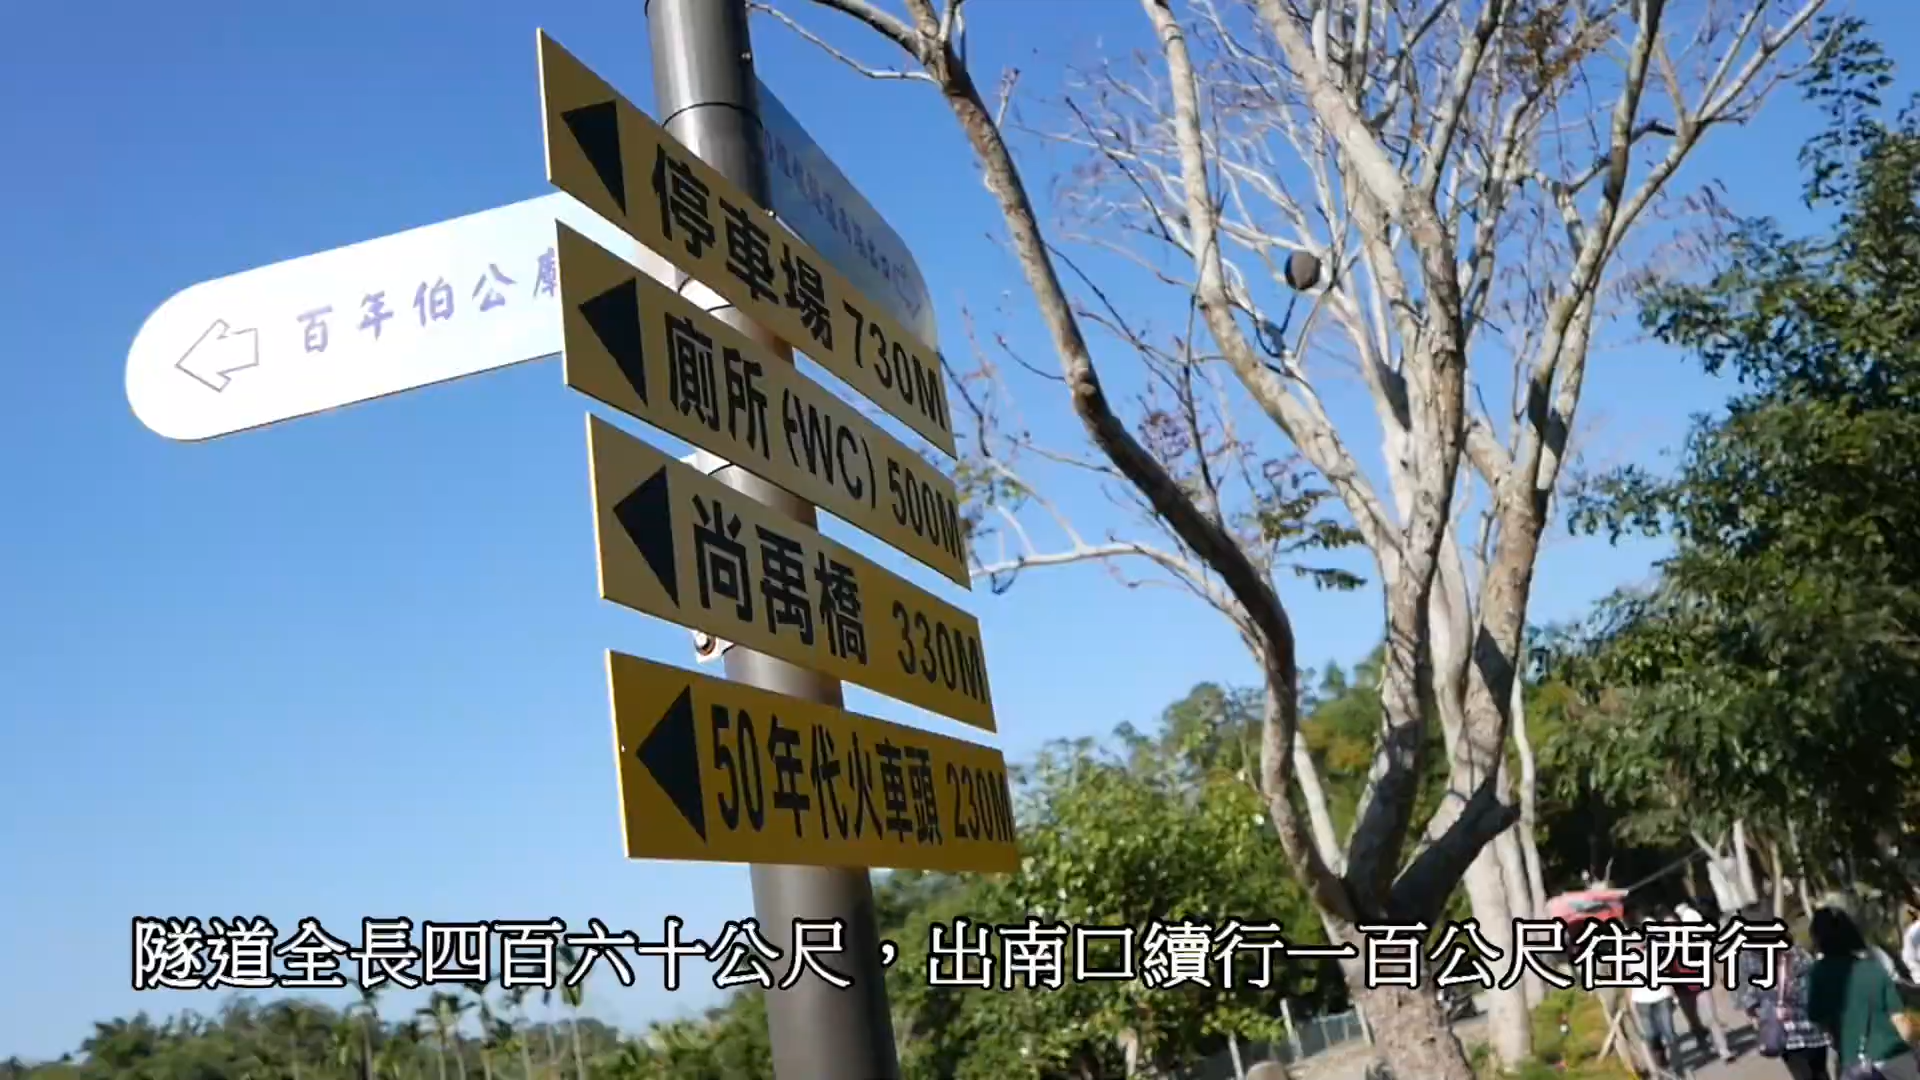 停車場 730M
百年伯公廟
廁所 (WC) 500M
尚禹橋 330M
50年代火車頭 230M
隧道全長四百六十公尺，出南口續行一百公尺往西行